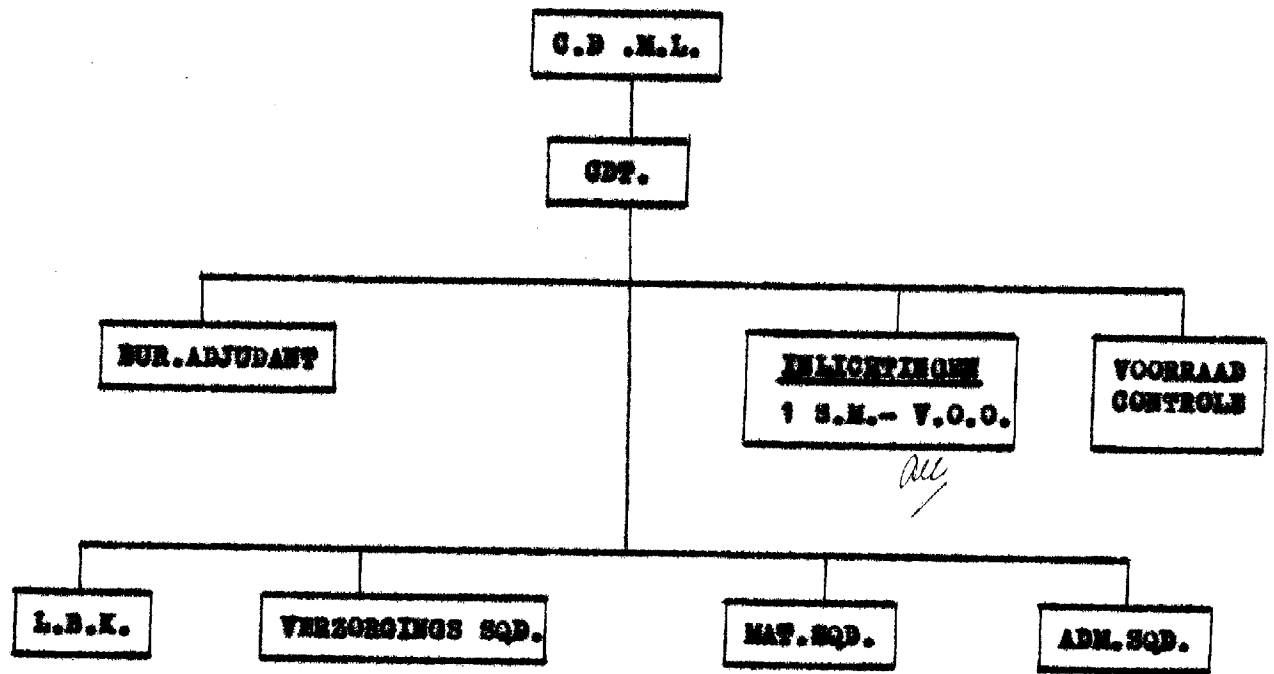 C.D .M.L.
CDT.
BUR.ADJUDANT
INLICHTINGEN
1 S.M.- V.O.O.
VOORRAAD
CONTROLE
L.B.K.
VERZORGINGS SQD.
MAT.SQD.
ADM.SQD.